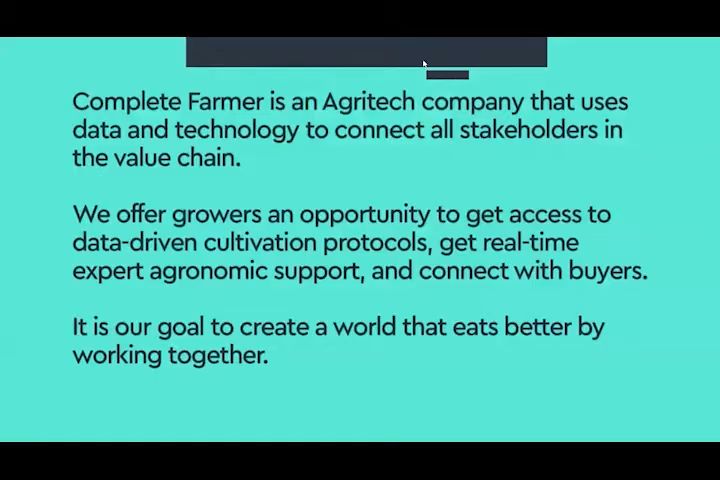 Complete Farmer is an Agritech company that uses
data and technology to connect all stakeholders in
the value chain.
We offer growers an opportunity to get access to
data-driven cultivation protocols, get real-time
expert agronomic support, and connect with buyers.
It is our goal to create a world that eats better by
working together.